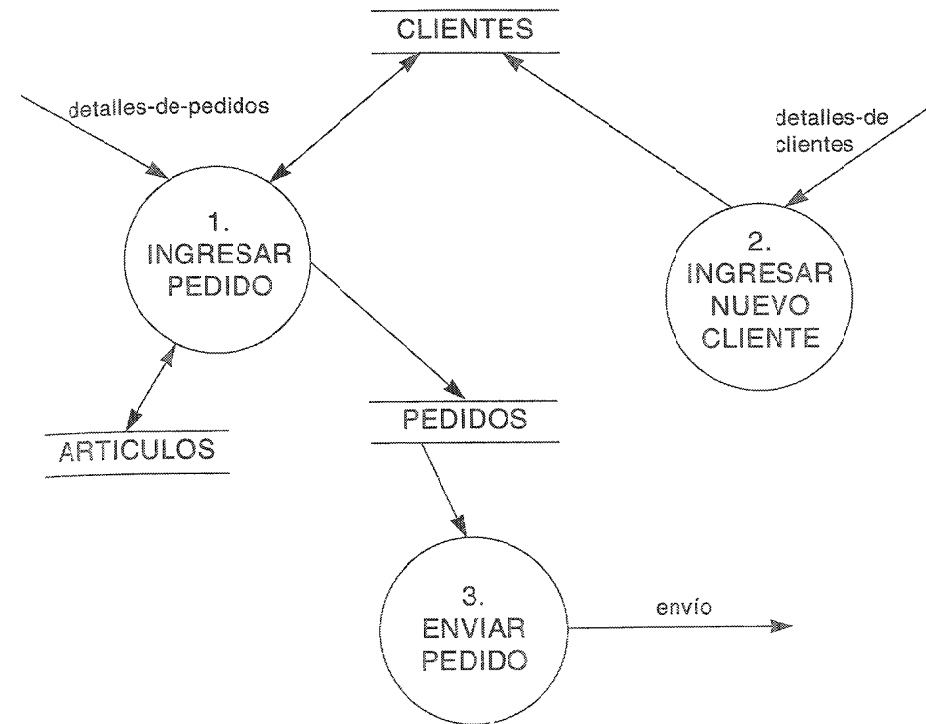 CLIENTES
detalles-de-pedidos
detalles-de
clientes
1.
INGRESAR
PEDIDO
2.
INGRESAR
NUEVO
CLIENTE
ARTICULOS
PEDIDOS
3.
ENVIAR
PEDIDO
envío